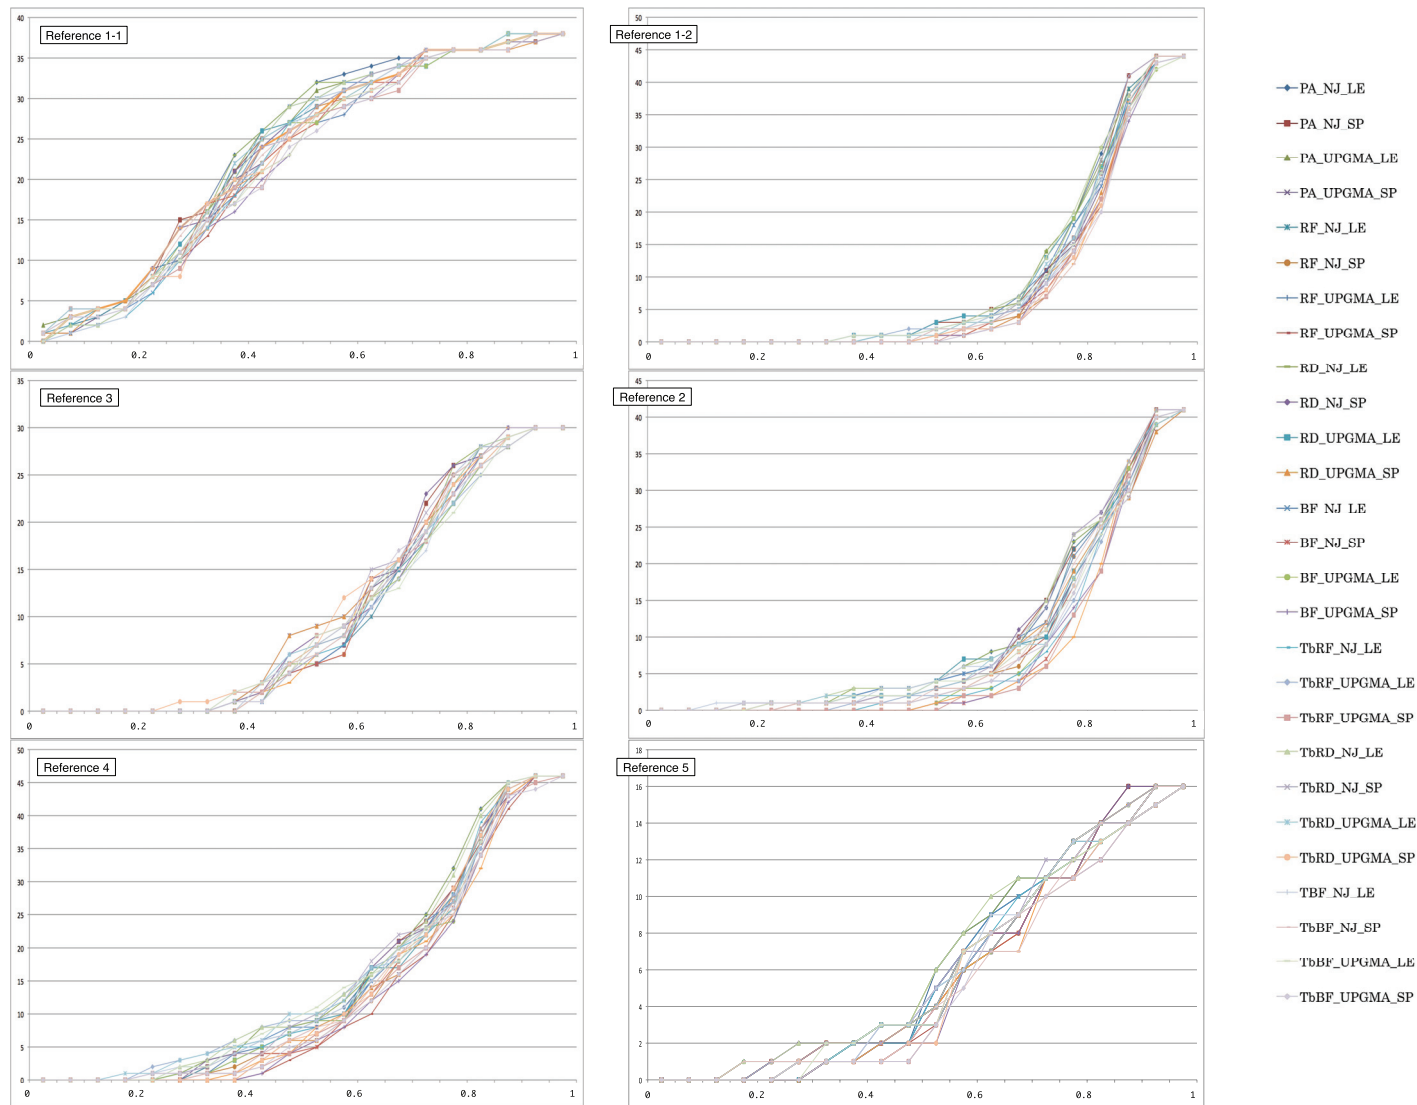 Reference 1-1
40
35
30
25
20
15
10
5
0
0 0.2 0.4 0.6 0.8 1
Reference 1-2
50
45
40
35
30
25
20
15
10
5
0
0 0.2 0.4 0.6 0.8 1
Reference 3
35
30
25
20
15
10
5
0
0 0.2 0.4 0.6 0.8 1
Reference 2
45
40
35
30
25
20
15
10
5
0
0 0.2 0.4 0.6 0.8 1
Reference 4
50
45
40
35
30
25
20
15
10
5
0
0 0.2 0.4 0.6 0.8 1
Reference 5
18
16
14
12
10
8
6
4
2
0
0 0.2 0.4 0.6 0.8 1
PA_NJ_LE
PA_NJ_SP
PA_UPGMA_LE
PA_UPGMA_SP
RF_NJ_LE
RF_NJ_SP
RF_UPGMA_LE
RF_UPGMA_SP
RD_NJ_LE
RD_NJ_SP
RD_UPGMA_LE
RD_UPGMA_SP
BF_NJ_LE
BF_NJ_SP
BF_UPGMA_LE
BF_UPGMA_SP
TbRF_NJ_LE
TbRF_UPGMA_LE
TbRF_UPGMA_SP
TbRD_NJ_LE
TbRD_NJ_SP
TbRD_UPGMA_LE
TbRD_UPGMA_SP
TBF_NJ_LE
TbBF_NJ_SP
TbBF_UPGMA_LE
TbBF_UPGMA_SP